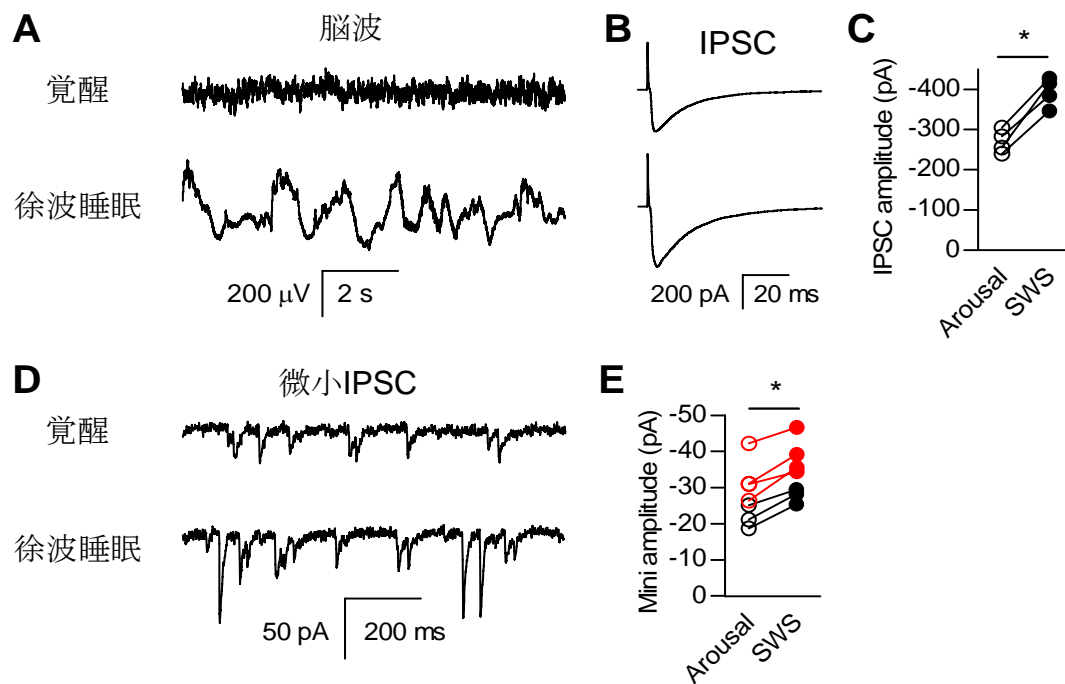 A
脳波
覚醒
徐波睡眠
200 μV
2 s
B
IPSC
200 pA
20 ms
C
*
IPSC amplitude (pA)
-400
-300
-200
-100
0
Arousal
SWS
D
微小IPSC
覚醒
徐波睡眠
50 pA
200 ms
E
*
Mini amplitude (pA)
-50
-40
-30
-20
-10
0
Arousal
SWS